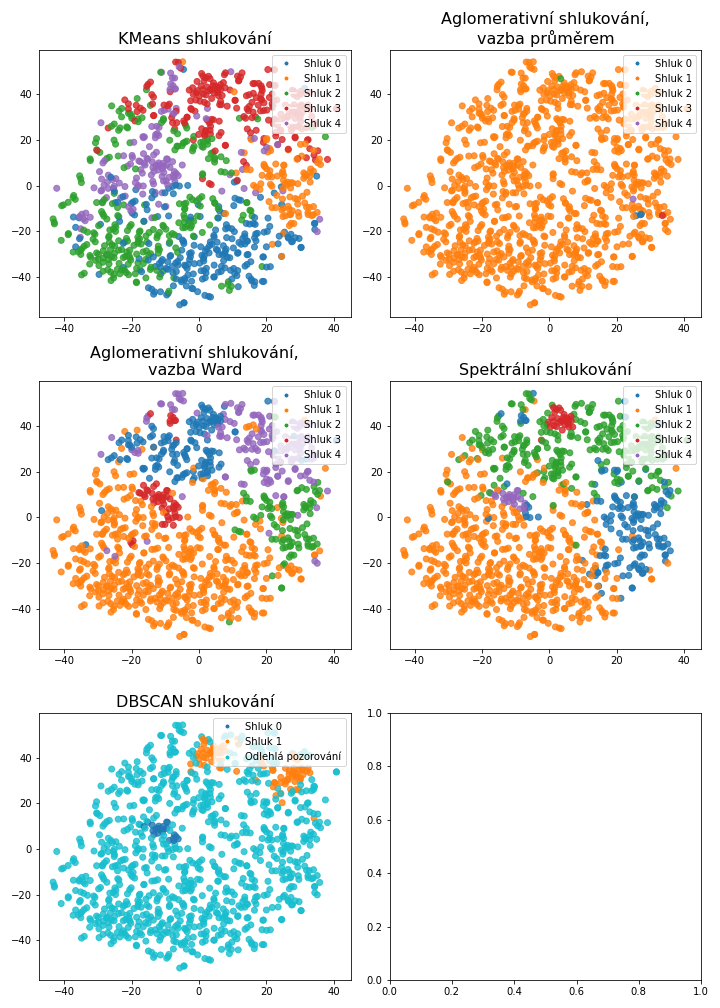 KMeans shlukování
Shluk 0
Shluk 1
Shluk 2
Shluk 3
Shluk 4
40
20
0
−20
−40
−40
−20
0
20
40
Aglomerativní shlukování,
vazba průměrem
Shluk 0
Shluk 1
Shluk 2
Shluk 3
Shluk 4
40
20
0
−20
−40
−40
−20
0
20
40
Aglomerativní shlukování,
vazba Ward
Shluk 0
Shluk 1
Shluk 2
Shluk 3
Shluk 4
40
20
0
−20
−40
−40
−20
0
20
40
Spektrální shlukování
Shluk 0
Shluk 1
Shluk 2
Shluk 3
Shluk 4
40
20
0
−20
−40
−40
−20
0
20
40
DBSCAN shlukování
Shluk 0
Shluk 1
Odlehlá pozorování
40
20
0
−20
−40
−40
−20
0
20
40
1.0
0.8
0.6
0.4
0.2
0.0
0.0
0.2
0.4
0.6
0.8
1.0